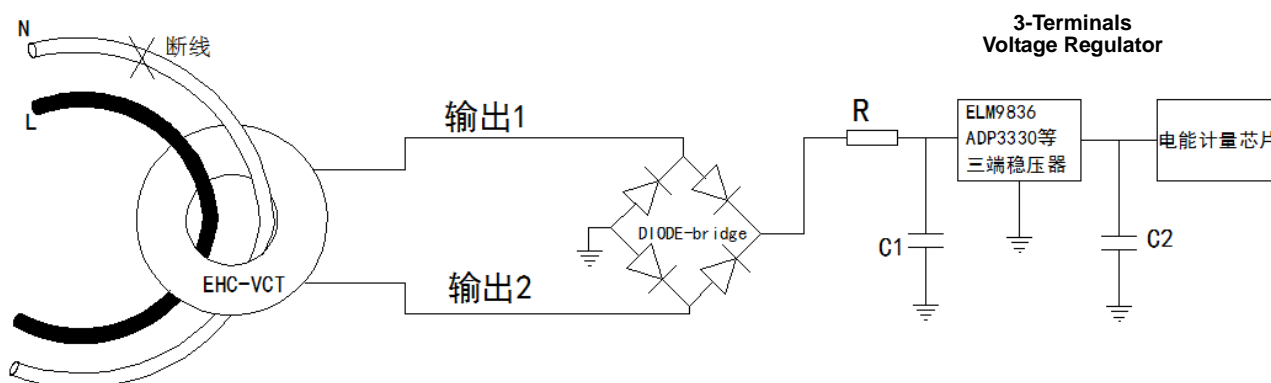 N
断线
L
EHC-VCT
输出1
输出2
DIODE-bridge
R
C1
3-Terminals
Voltage Regulator
ELM9836
ADP3330等
三端稳压器
C2
电能计量芯片